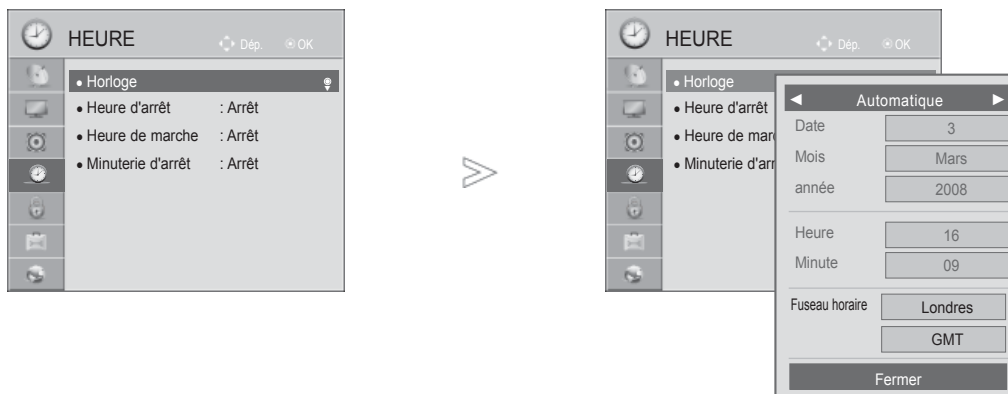 HEURE Dép. OK
• Horloge
• Heure d'arrêt : Arrêt
• Heure de marche : Arrêt
• Minuterie d'arrêt : Arrêt
HEURE Dép. OK
• Horloge
• Heure d'arrêt
• Heure de mar
• Minuterie d'arr
◄ Automatique ►
Date 3
Mois Mars
année 2008
Heure 16
Minute 09
Fuseau horaire Londres
GMT
Fermer